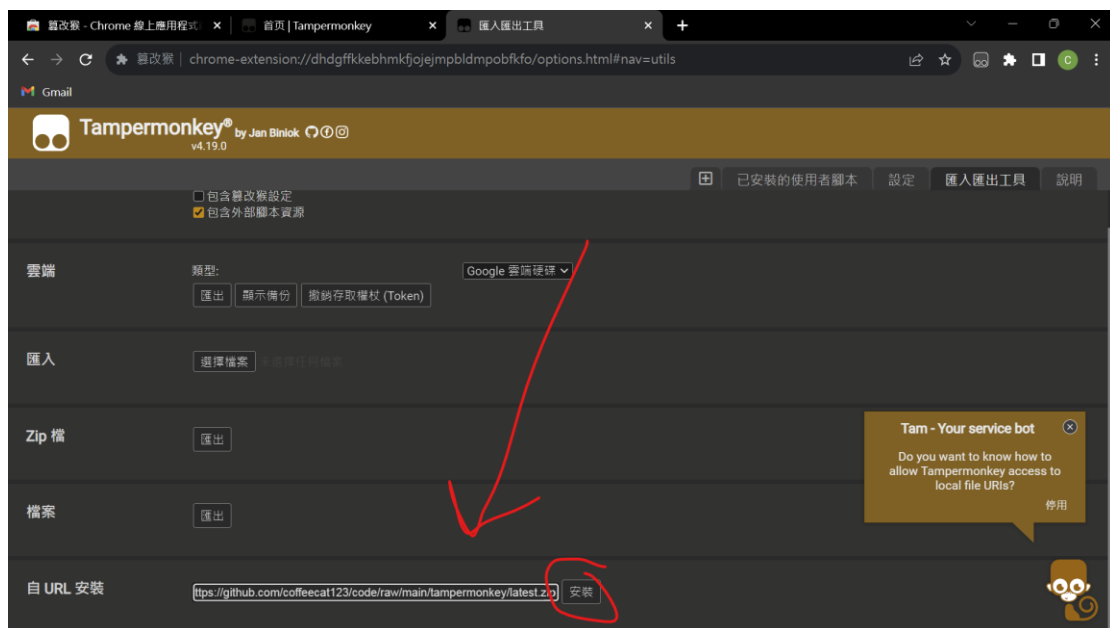 篡改猴 - Chrome 線上應用程式
首页 | Tampermonkey
匯入匯出工具
篡改猴 | chrome-extension://dhdgffkkebhmkfjojejmpbldmpobfkfo/options.html#nav=utils
C
Gmail
Tampermonkey® by Jan Biniok
v4.19.0
已安裝的使用者腳本
設定
匯入匯出工具
說明
包含篡改猴設定
包含外部腳本資源
雲端
類型:
Google 雲端硬碟
匯出
顯示備份
撤銷存取權杖 (Token)
匯入
選擇檔案
未選擇任何檔案
Zip 檔
匯出
Tam - Your service bot
Do you want to know how to
allow Tampermonkey access to
local file URIs?
停用
檔案
匯出
自 URL 安裝
ttps://github.com/coffeecat123/code/raw/main/tampermonkey/latest.zip
安裝